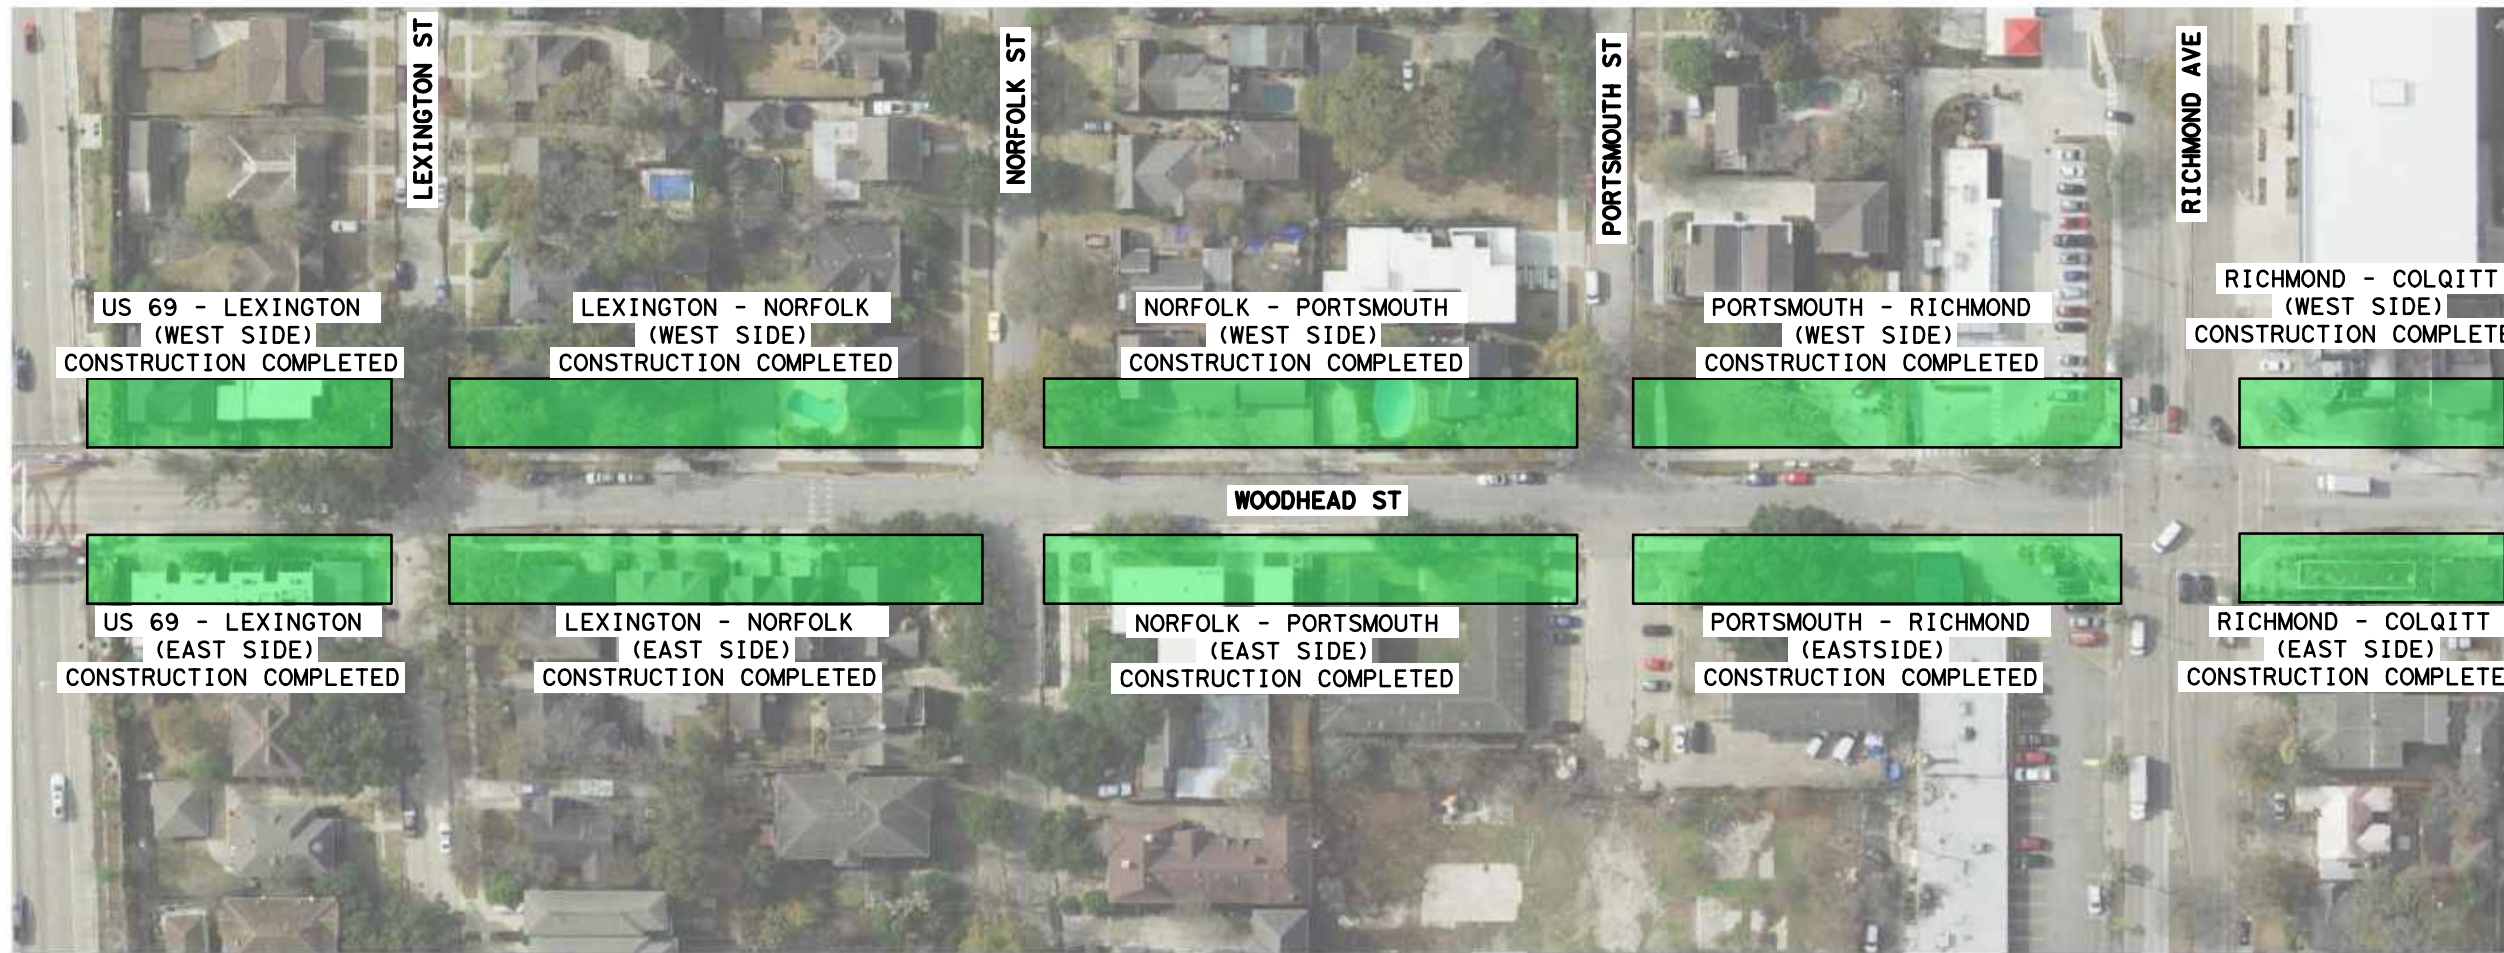 LEXINGTON ST
NORFOLK ST
PORTSMOUTH ST
RICHMOND AVE
US 69 - LEXINGTON
(WEST SIDE)
CONSTRUCTION COMPLETED
LEXINGTON - NORFOLK
(WEST SIDE)
CONSTRUCTION COMPLETED
NORFOLK - PORTSMOUTH
(WEST SIDE)
CONSTRUCTION COMPLETED
PORTSMOUTH - RICHMOND
(WEST SIDE)
CONSTRUCTION COMPLETED
RICHMOND - COLQITT
(WEST SIDE)
CONSTRUCTION COMPLETE
WOODHEAD ST
US 69 - LEXINGTON
(EAST SIDE)
CONSTRUCTION COMPLETED
LEXINGTON - NORFOLK
(EAST SIDE)
CONSTRUCTION COMPLETED
NORFOLK - PORTSMOUTH
(EAST SIDE)
CONSTRUCTION COMPLETED
PORTSMOUTH - RICHMOND
(EASTSIDE)
CONSTRUCTION COMPLETED
RICHMOND - COLQITT
(EAST SIDE)
CONSTRUCTION COMPLETE